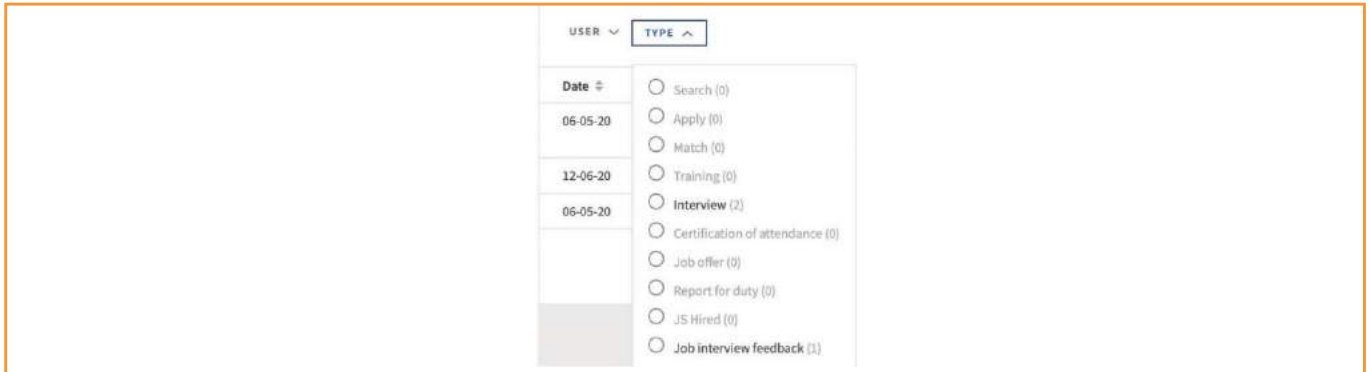 USER TYPE
Date
Search (0)
06-05-20
Apply (0)
Match (0)
12-06-20
Training (0)
06-05-20
Interview (2)
Certification of attendance (0)
Job offer (0)
Report for duty (0)
JS Hired (0)
Job interview feedback (1)